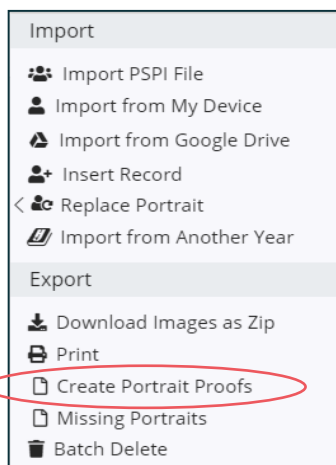 Import
Import PSPI File
Import from My Device
Import from Google Drive
Insert Record
Replace Portrait
Import from Another Year
Export
Download Images as Zip
Print
Create Portrait Proofs
Missing Portraits
Batch Delete